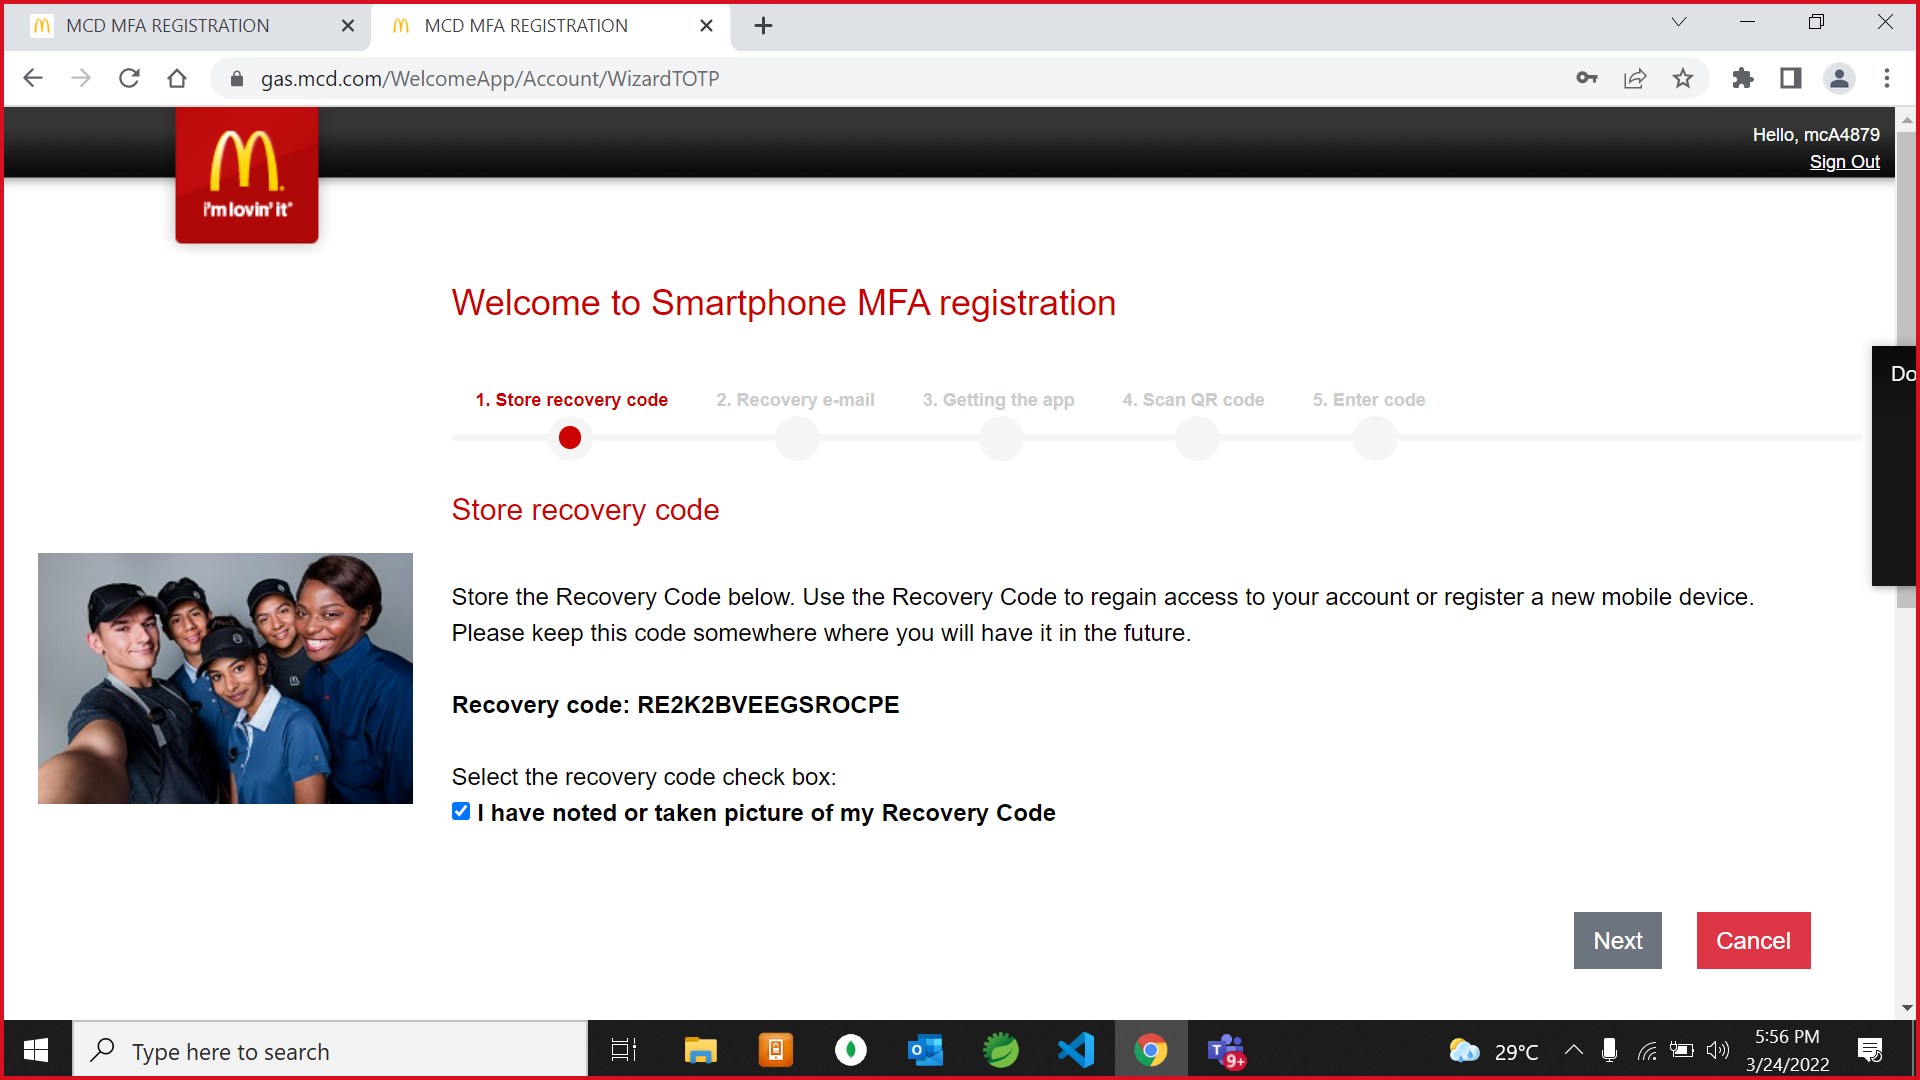 MCD MFA REGISTRATION
MCD MFA REGISTRATION
gas.mcd.com/WelcomeApp/Account/WizardTOTP
Hello, mcA4879
Sign Out
i'm lovin' it
Welcome to Smartphone MFA registration
Do
1. Store recovery code
2. Recovery e-mail
3. Getting the app
4. Scan QR code
5. Enter code
Store recovery code
Store the Recovery Code below. Use the Recovery Code to regain access to your account or register a new mobile device.
Please keep this code somewhere where you will have it in the future.
Recovery code: RE2K2BVEEGSROCPE
Select the recovery code check box:
I have noted or taken picture of my Recovery Code
Next
Cancel
Type here to search
9+
29°C
5:56 PM
3/24/2022